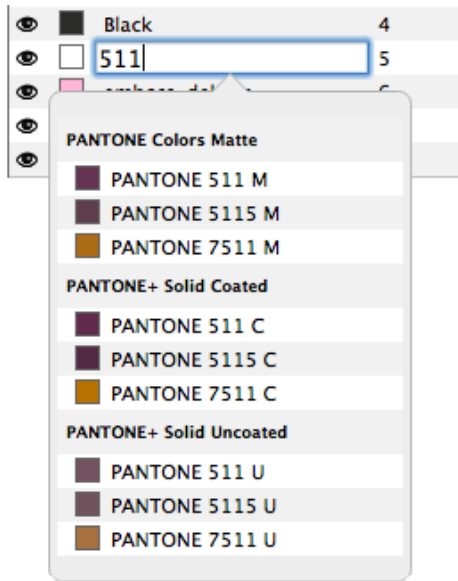 Black 4
511 5
PANTONE Colors Matte
PANTONE 511 M
PANTONE 5115 M
PANTONE 7511 M
PANTONE+ Solid Coated
PANTONE 511 C
PANTONE 5115 C
PANTONE 7511 C
PANTONE+ Solid Uncoated
PANTONE 511 U
PANTONE 5115 U
PANTONE 7511 U